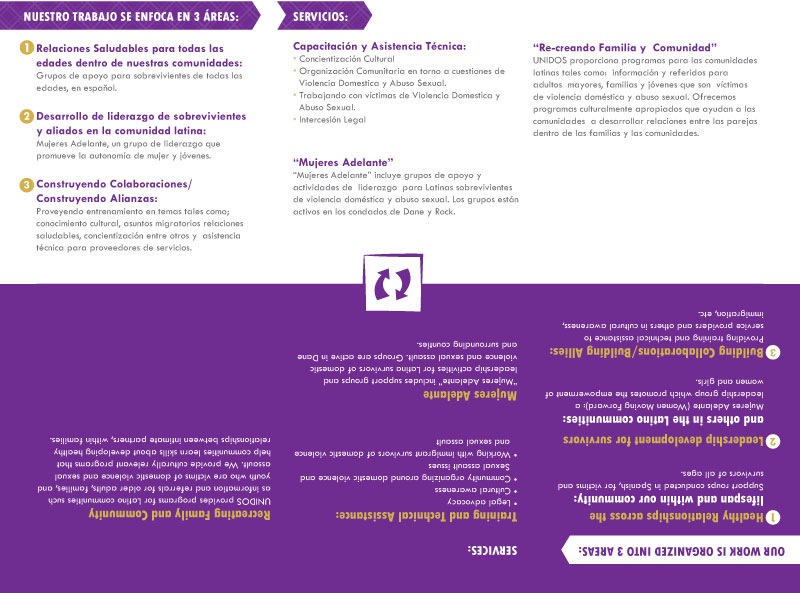 NUESTRO TRABAJO SE ENFOCA EN 3 ÁREAS:
1 Relaciones Saludables para todas las
edades dentro de nuestras comunidades:
Grupos de apoyo para sobrevivientes de todas las
edades, en español.
2 Desarrollo de liderazgo de sobrevivientes
y aliados en la comunidad latina:
Mujeres Adelante, un grupo de liderazgo que
promueve la autonomía de mujer y jóvenes.
3 Construyendo Colaboraciones/
Construyendo Alianzas:
Proveyendo entrenamiento en temas tales como;
conocimiento cultural, asuntos migratorios relaciones
saludables, concientización entre otros y asistencia
técnica para proveedores de servicios.
SERVICIOS:
Capacitación y Asistencia Técnica:
• Concientización Cultural
• Organización Comunitaria en torno a cuestiones de
Violencia Domestica y Abuso Sexual.
• Trabajando con víctimas de Violencia Domestica y
Abuso Sexual.
• Intercesión Legal
“Mujeres Adelante”
“Mujeres Adelante” incluye grupos de apoyo y
actividades de liderazgo para Latinas sobrevivientes
de violencia doméstica y abuso sexual. Los grupos están
activos en los condados de Dane y Rock.
“Re-creando Familia y Comunidad”
UNIDOS proporciona programas para las comunidades
latinas tales como: información y referidos para
adultos mayores, familias y jóvenes que son víctimas
de violencia doméstica y abuso sexual. Ofrecemos
programas culturalmente apropiados que ayudan a las
comunidades a desarrollar relaciones entre las parejas
dentro de las familias y las comunidades.
OUR WORK IS ORGANIZED INTO 3 AREAS:
1 Healthy Relationships across the
lifespan and within our community:
Support roups conducted in Spanish, for victims and
survivors of all ages.
2 Leadership development for survivors
and others in the Latino communities:
Mujeres Adelante (Women Moving Forward): a
leadership group which promotes the empowerment of
women and girls.
3 Building Collaborations/Building Allies:
Providing training and technical assistance to
service providers and others in cultural awareness,
immigration, etc.
SERVICES:
Training and Technical Assistance:
• Legal advocacy
• Cultural awareness
• Community organizing around domestic violence and
Sexual assault issues
• Working with immigrant survivors of domestic violence
and sexual assault
Mujeres Adelante
“Mujeres Adelante” includes support groups and
leadership activities for Latina survivors of domestic
violence and sexual assault. Groups are active in Dane
and surrounding counties.
Recreating Family and Community
UNIDOS provides programs for Latino communities such
as information and referrals for older adults, families, and
youth who are victims of domestic violence and sexual
assault. We provide culturally relevant programs that
help communities learn skills about developing healthy
relationships between intimate partners, within families.